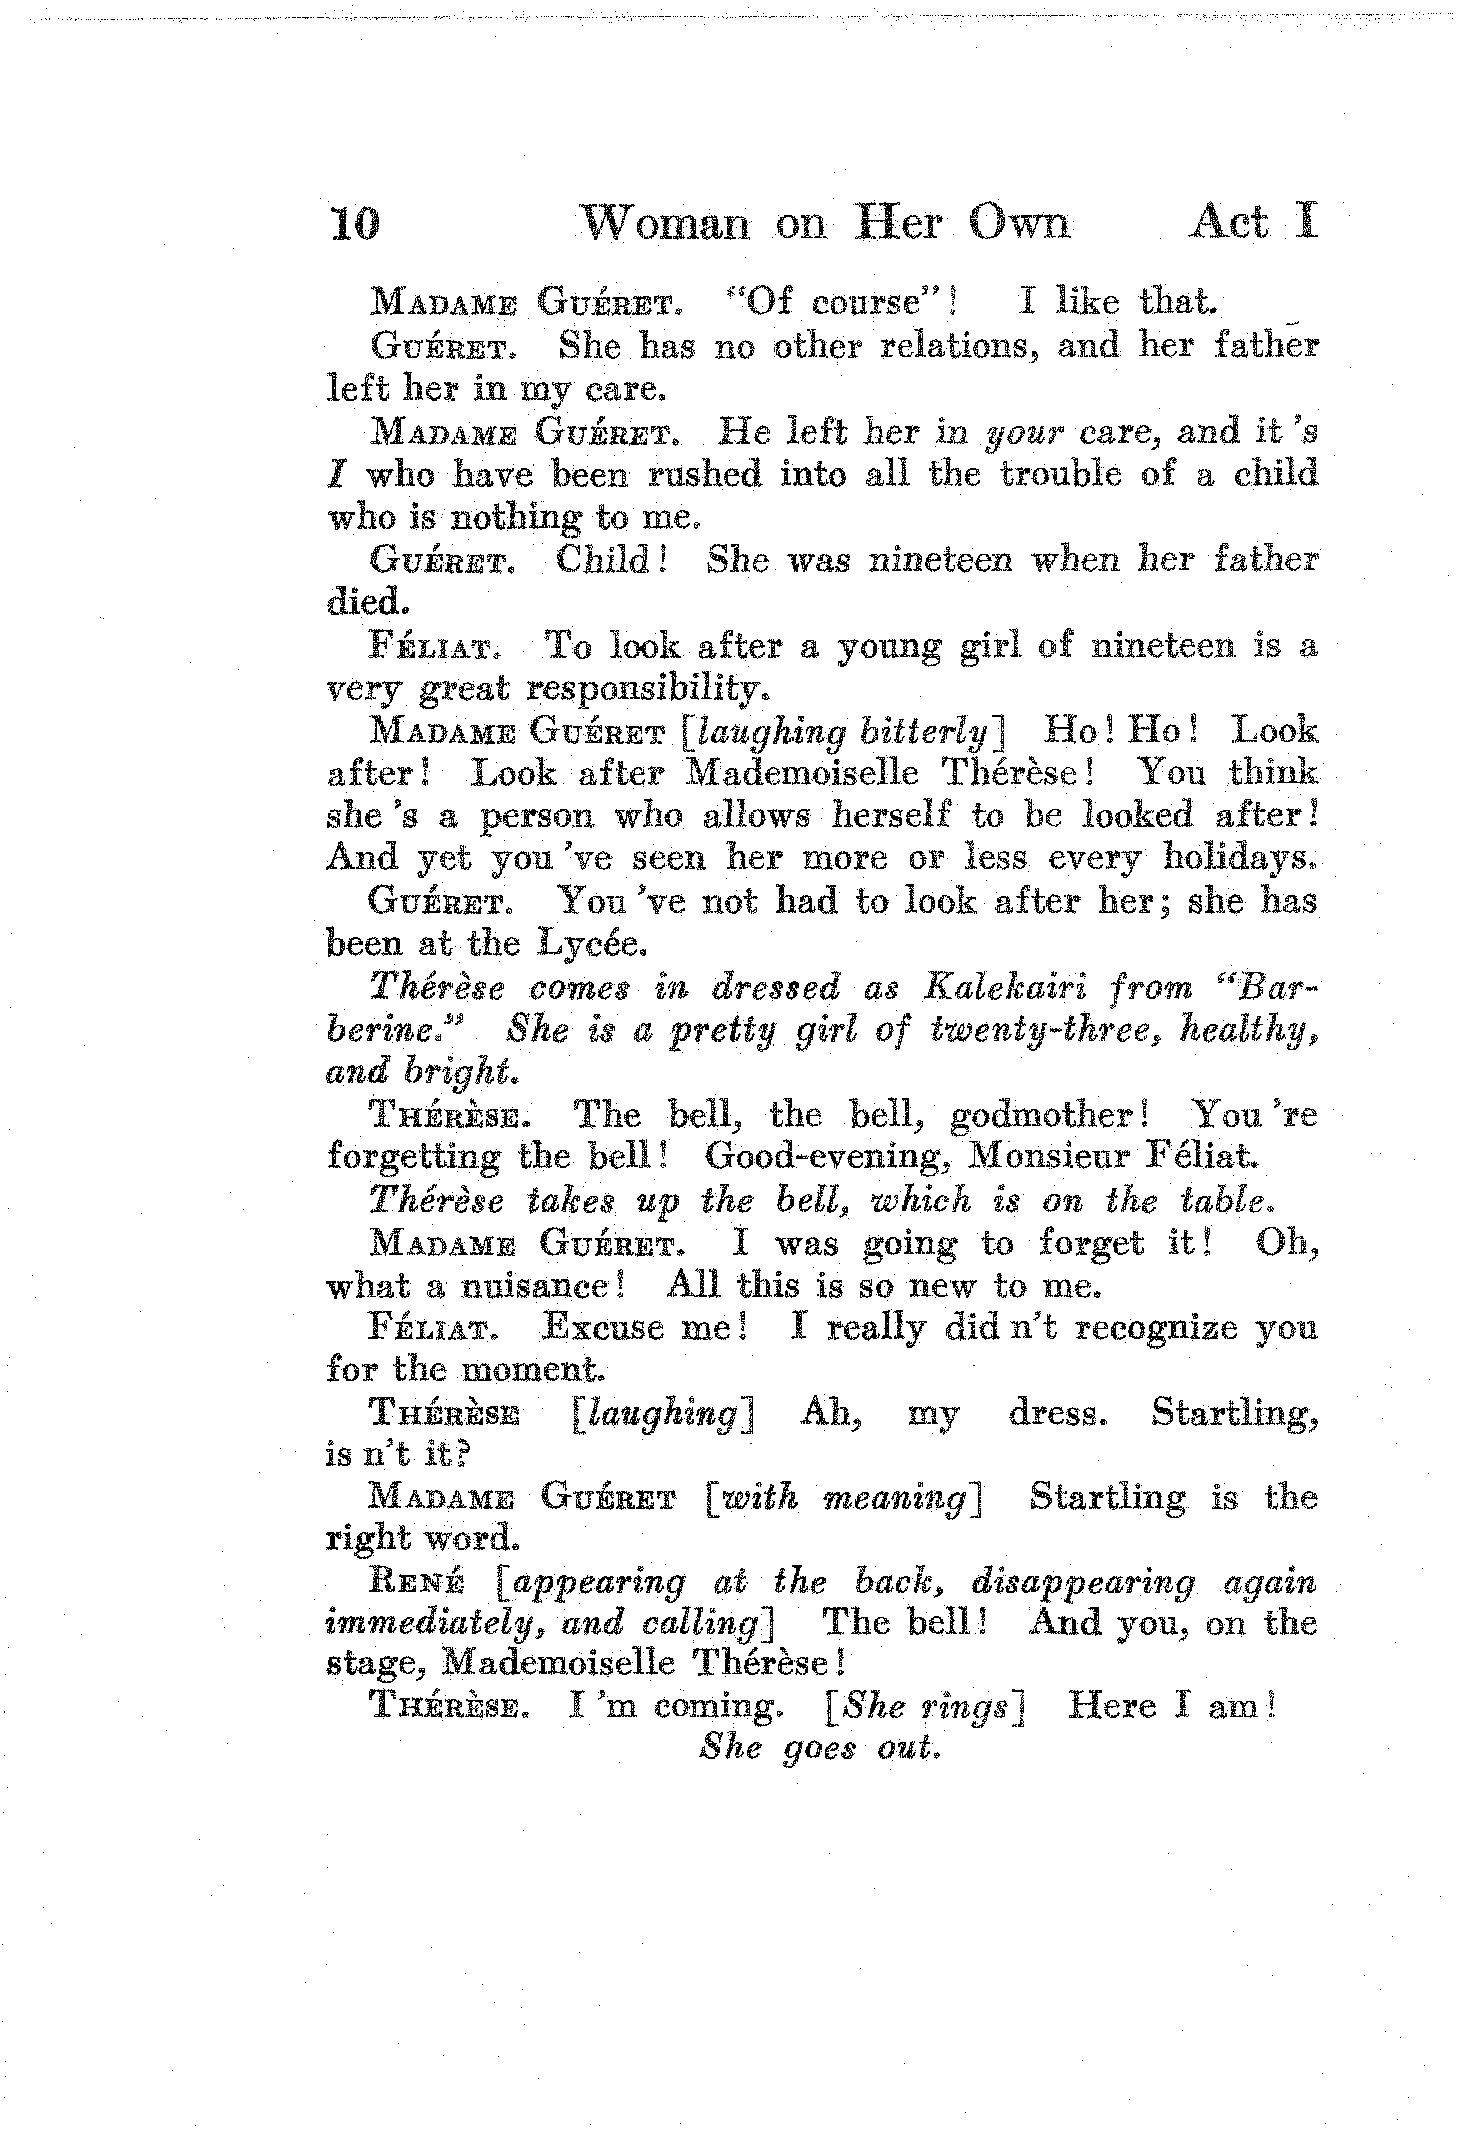 10 Woman on Her Own Act I
MADAME GUÉRET. "Of course"! I like that.
GUÉRET. She has no other relations, and her father
left her in my care.
MADAME GUÉRET. He left her in your care, and it 's
I who have been rushed into all the trouble of a child
who is nothing to me.
GUÉRET. Child! She was nineteen when her father
died.
FÉLIAT. To look after a young girl of nineteen is a
very great responsibility.
MADAME GUÉRET [laughing bitterly] Ho! Ho! Look
after! Look after Mademoiselle Thérèse! You think
she 's a person who allows herself to be looked after!
And yet you 've seen her more or less every holidays.
GUÉRET. You 've not had to look after her; she has
been at the Lycée.
Thérèse comes in dressed as Kalekairi from "Bar-
berine." She is a pretty girl of twenty-three, healthy,
and bright.
THÉRÈSE. The bell, the bell, godmother! You 're
forgetting the bell! Good-evening, Monsieur Féliat.
Thérèse takes up the bell, which is on the table.
MADAME GUÉRET. I was going to forget it! Oh,
what a nuisance! All this is so new to me.
FÉLIAT. Excuse me! I really did n't recognize you
for the moment.
THÉRÈSE [laughing] Ah, my dress. Startling,
is n't it?
MADAME GUÉRET [with meaning] Startling is the
right word.
RENÉ [appearing at the back, disappearing again
immediately, and calling] The bell! And you, on the
stage, Mademoiselle Thérèse!
THÉRÈSE. I 'm coming. [She rings] Here I am!
She goes out.